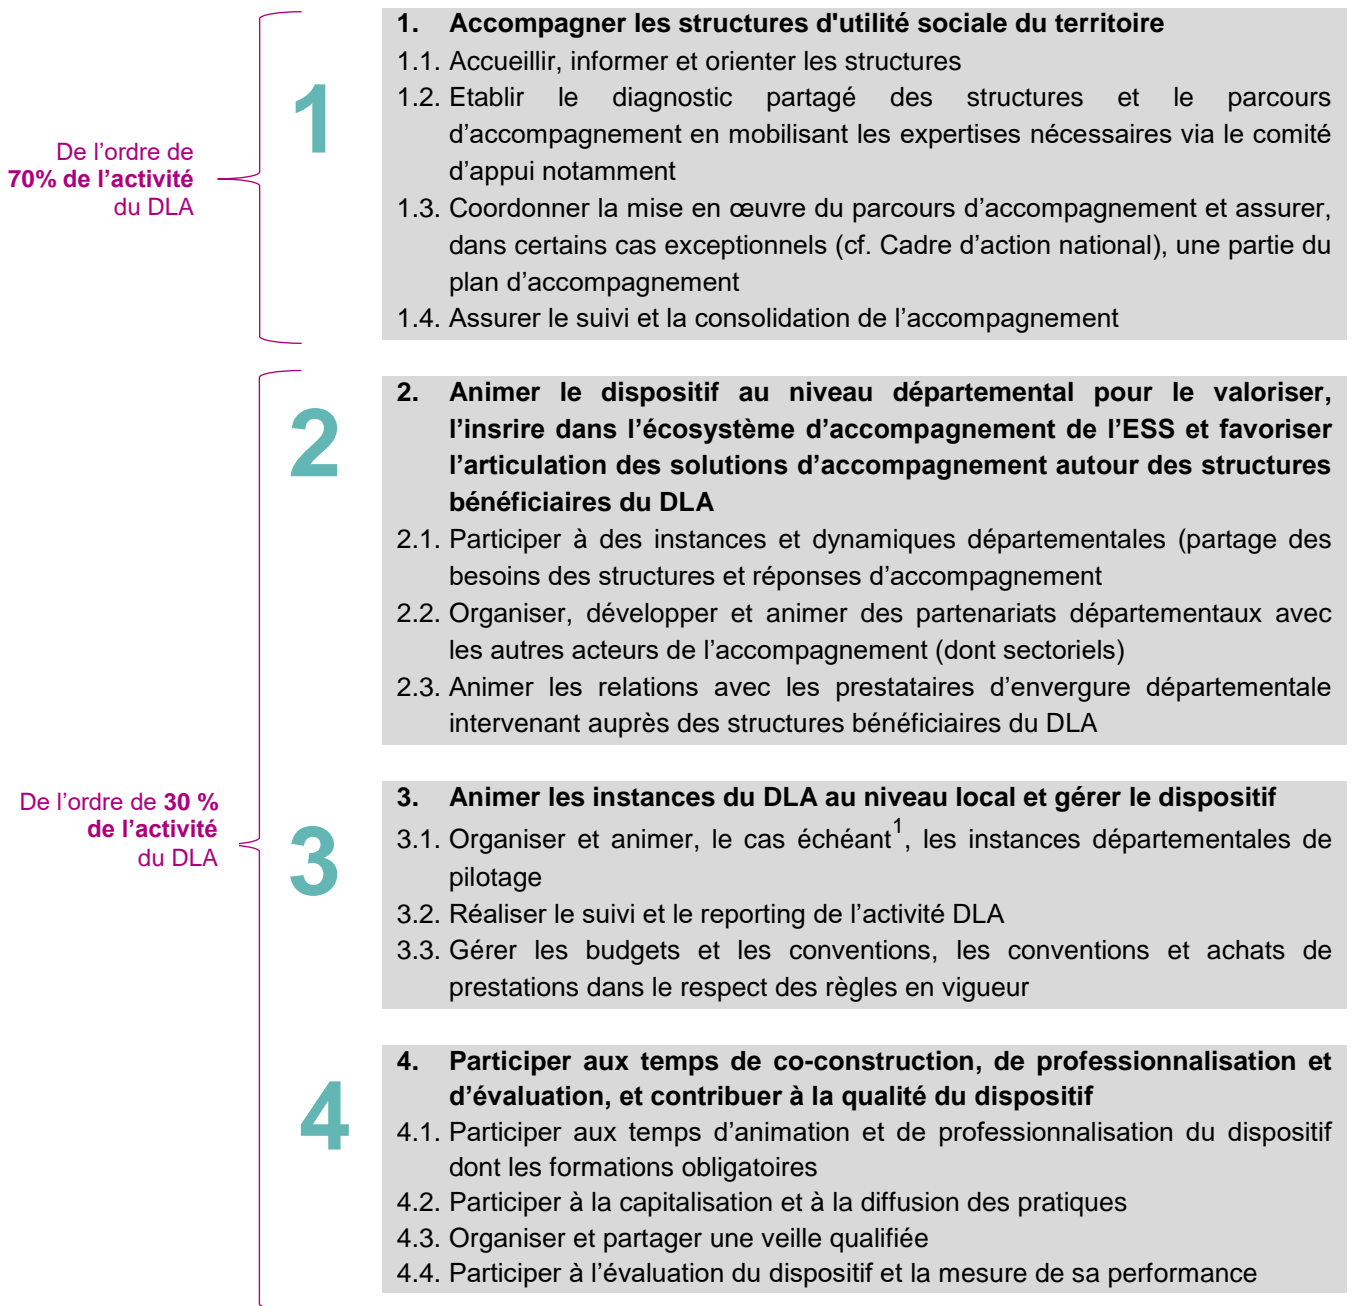 1
De l’ordre de
70% de l’activité
du DLA
1. Accompagner les structures d'utilité sociale du territoire
1.1. Accueillir, informer et orienter les structures
1.2. Etablir le diagnostic partagé des structures et le parcours
d’accompagnement en mobilisant les expertises nécessaires via le comité
d’appui notamment
1.3. Coordonner la mise en œuvre du parcours d’accompagnement et assurer,
dans certains cas exceptionnels (cf. Cadre d’action national), une partie du
plan d’accompagnement
1.4. Assurer le suivi et la consolidation de l’accompagnement
De l’ordre de 30 %
de l’activité
du DLA
2
2. Animer le dispositif au niveau départemental pour le valoriser,
l’insrire dans l’écosystème d’accompagnement de l’ESS et favoriser
l’articulation des solutions d’accompagnement autour des structures
bénéficiaires du DLA
2.1. Participer à des instances et dynamiques départementales (partage des
besoins des structures et réponses d’accompagnement
2.2. Organiser, développer et animer des partenariats départementaux avec
les autres acteurs de l’accompagnement (dont sectoriels)
2.3. Animer les relations avec les prestataires d’envergure départementale
intervenant auprès des structures bénéficiaires du DLA
3
3. Animer les instances du DLA au niveau local et gérer le dispositif
3.1. Organiser et animer, le cas échéant1, les instances départementales de
pilotage
3.2. Réaliser le suivi et le reporting de l’activité DLA
3.3. Gérer les budgets et les conventions, les conventions et achats de
prestations dans le respect des règles en vigueur
4
4. Participer aux temps de co-construction, de professionnalisation et
d’évaluation, et contribuer à la qualité du dispositif
4.1. Participer aux temps d’animation et de professionnalisation du dispositif
dont les formations obligatoires
4.2. Participer à la capitalisation et à la diffusion des pratiques
4.3. Organiser et partager une veille qualifiée
4.4. Participer à l’évaluation du dispositif et la mesure de sa performance